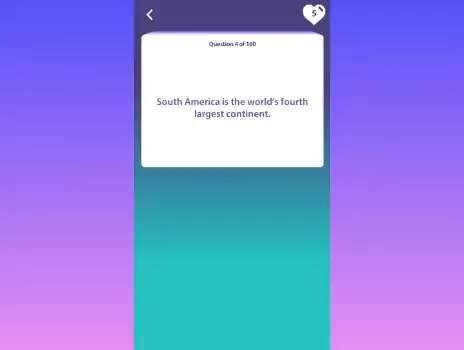 5
Question 4 of 160
South America is the world's fourth
largest continent.